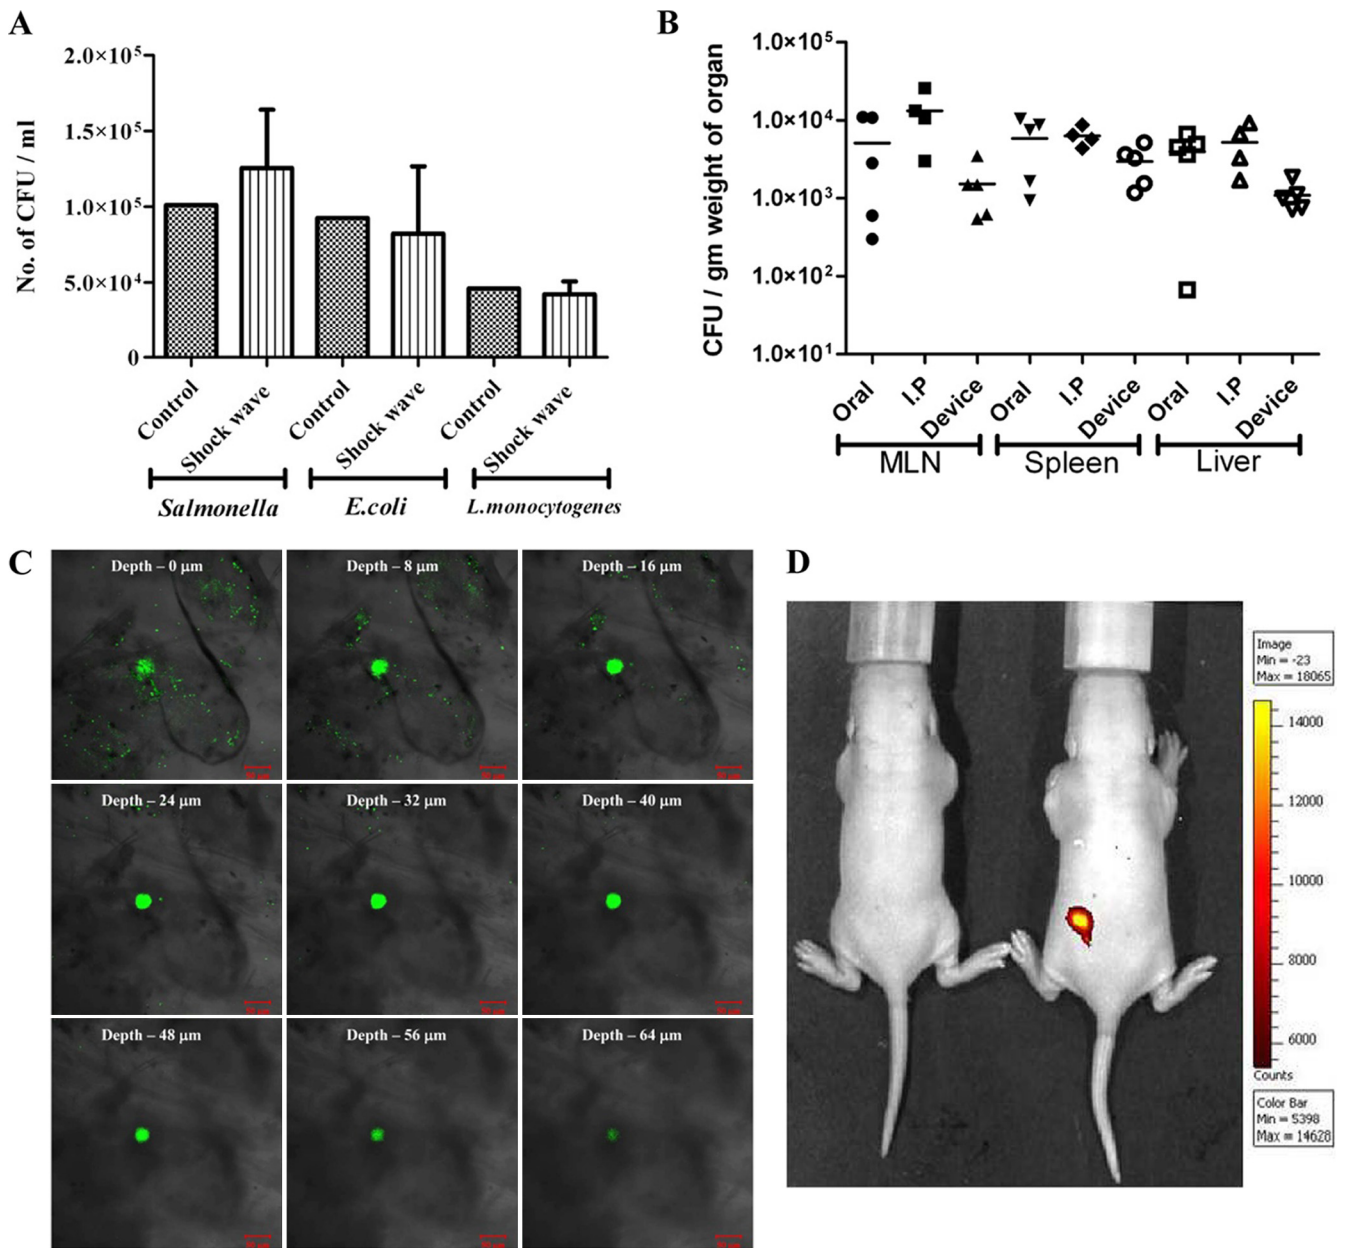 A
No. of CFU / ml
2.0×10⁵
1.5×10⁵
1.0×10⁵
5.0×10⁴
0
Control
Shock wave
Control
Shock wave
Control
Shock wave
Salmonella
E.coli
L.monocytogenes
B
CFU / gm weight of organ
1.0×10⁵
1.0×10⁴
1.0×10³
1.0×10²
1.0×10¹
Oral
I.P
Device
Oral
I.P
Device
Oral
I.P
Device
MLN
Spleen
Liver
C
Depth – 0 µm
Depth – 8 µm
Depth – 16 µm
Depth – 24 µm
Depth – 32 µm
Depth – 40 µm
Depth – 48 µm
Depth – 56 µm
Depth – 64 µm
D
Image
Min = -23
Max = 18065
14000
12000
10000
8000
6000
Counts
Color Bar
Min = 5398
Max = 14628